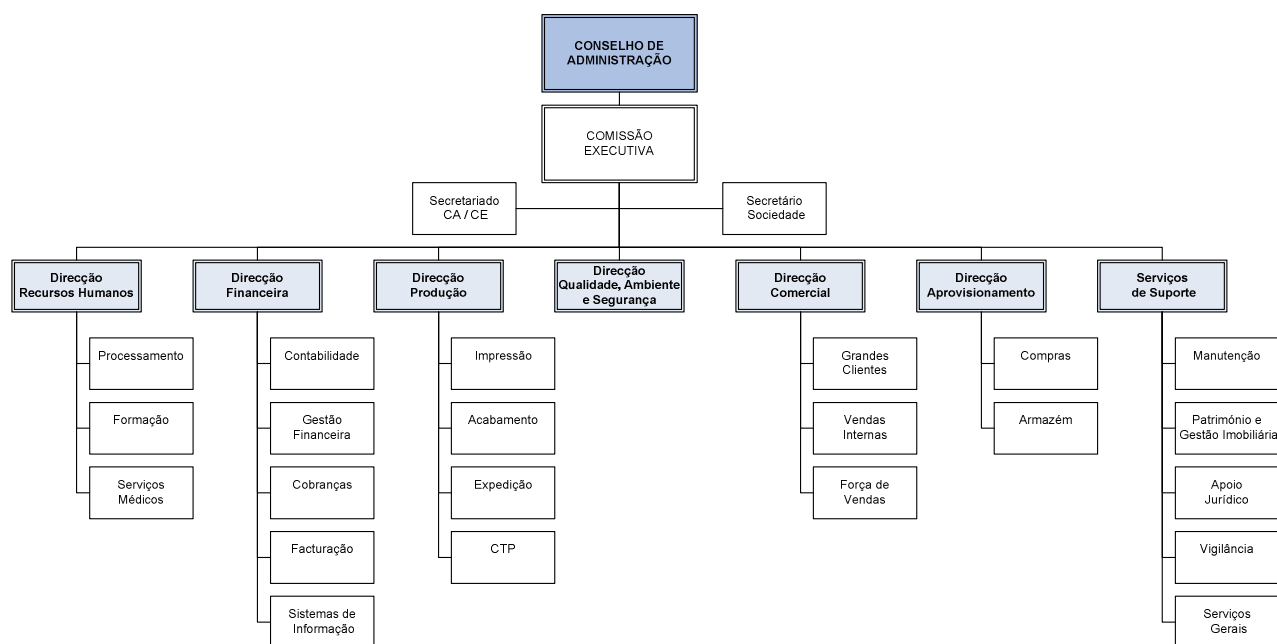 CONSELHO DE
ADMINISTRAÇÃO
COMISSÃO
EXECUTIVA
Secretariado
CA / CE
Secretário
Sociedade
Direcção
Recursos Humanos
Direcção
Financeira
Direcção
Produção
Direcção
Qualidade, Ambiente
e Segurança
Direcção
Comercial
Direcção
Aprovisionamento
Serviços
de Suporte
Processamento
Formação
Serviços
Médicos
Contabilidade
Gestão
Financeira
Cobranças
Facturação
Sistemas de
Informação
Impressão
Acabamento
Expedição
CTP
Grandes
Clientes
Vendas
Internas
Força de
Vendas
Compras
Armazém
Manutenção
Património e
Gestão Imobiliária
Apoio
Jurídico
Vigilância
Serviços
Gerais